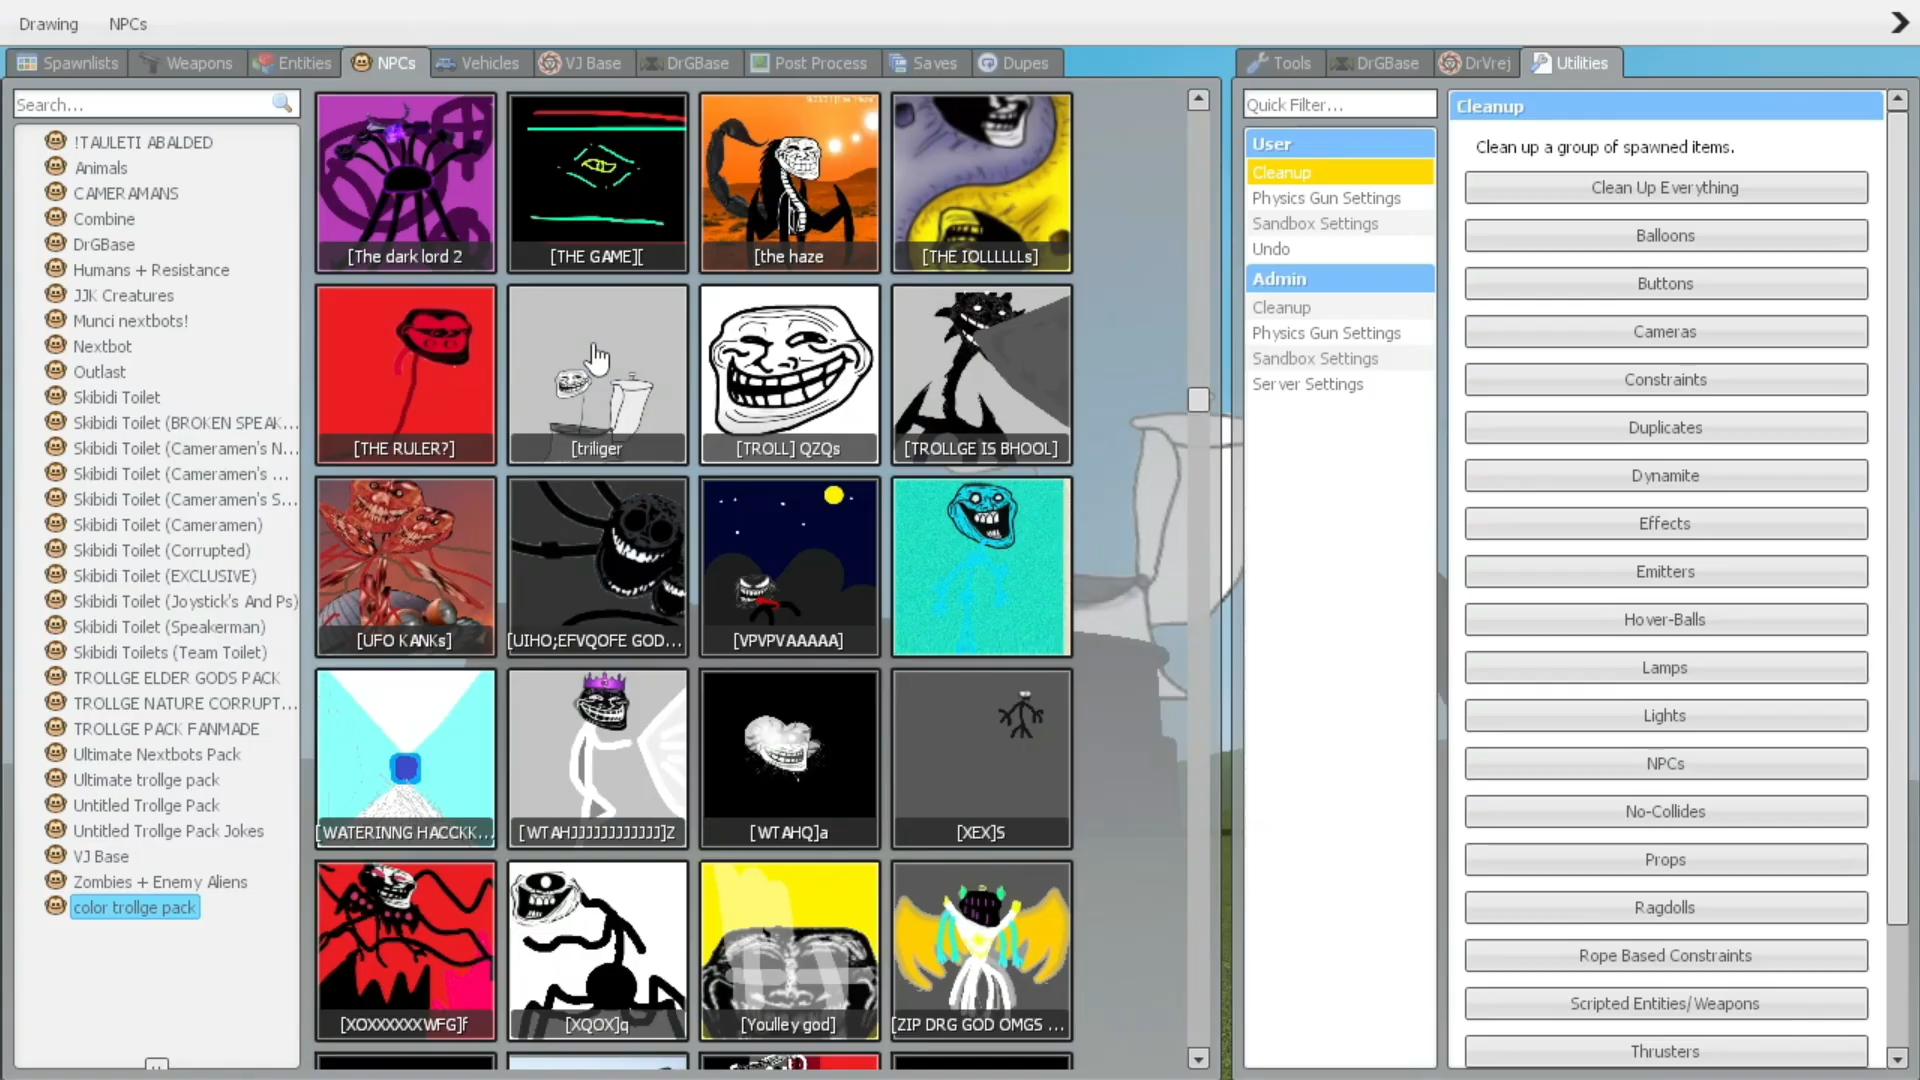 Drawing
NPCs
Spawnlists
Weapons
Entities
NPCs
Vehicles
VJ Base
DrGBase
Post Process
Saves
Dupes
Tools
DrGBase
DrVrej
Utilities
Search...
!TAULETI ABALDED
Animals
CAMERAMANS
Combine
DrGBase
Humans + Resistance
JJK Creatures
Munci nextbots!
Nextbot
Outlast
Skibidi Toilet
Skibidi Toilet (BROKEN SPEAK...
Skibidi Toilet (Cameramen's N...
Skibidi Toilet (Cameramen's ...
Skibidi Toilet (Cameramen's S...
Skibidi Toilet (Cameramen)
Skibidi Toilet (Corrupted)
Skibidi Toilet (EXCLUSIVE)
Skibidi Toilet (Joystick's And Ps)
Skibidi Toilet (Speakerman)
Skibidi Toilets (Team Toilet)
TROLLGE ELDER GODS PACK
TROLLGE NATURE CORRUPT...
TROLLGE PACK FANMADE
Ultimate Nextbots Pack
Ultimate trollge pack
Untitled Trollge Pack
Untitled Trollge Pack Jokes
VJ Base
Zombies + Enemy Aliens
color trollge pack
[The dark lord 2
[THE GAME][
[the haze
[THE IOLLLLLLs]
[THE RULER?]
[triliger
[TROLL] QZQs
[TROLLGE IS BHOOL]
[UFO KANKs]
[UIHO;EFVQOFE GOD...
[VPVPVAAAAA]
[WATERINNG HACCKK...
[WTAHJJJJJJJJJJJJ]Z
[WTAHQ]a
[XEX]S
[XOXXXXXXWFG]f
[XQOX]q
[Youlley god]
[ZIP DRG GOD OMGS ...
Quick Filter...
User
Cleanup
Physics Gun Settings
Sandbox Settings
Undo
Admin
Cleanup
Physics Gun Settings
Sandbox Settings
Server Settings
Cleanup
Clean up a group of spawned items.
Clean Up Everything
Balloons
Buttons
Cameras
Constraints
Duplicates
Dynamite
Effects
Emitters
Hover-Balls
Lamps
Lights
NPCs
No-Collides
Props
Ragdolls
Rope Based Constraints
Scripted Entities/Weapons
Thrusters